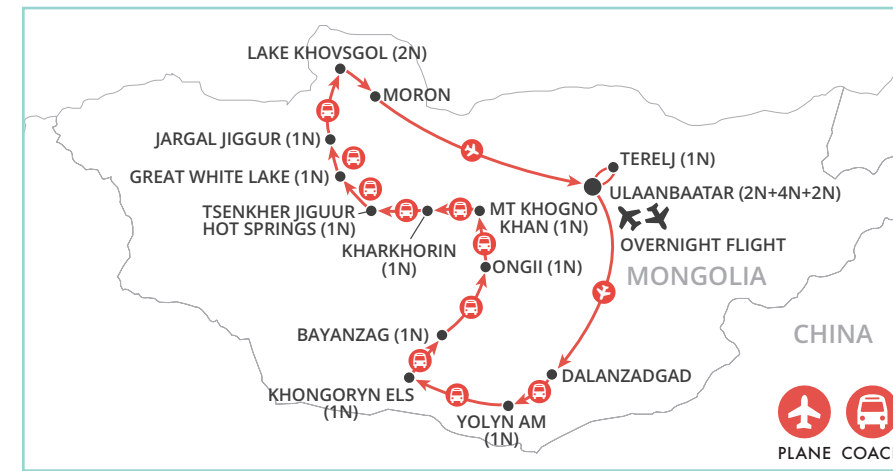 LAKE KHOVSGOL (2N)
MORON
JARGAL JIGGUR (1N)
TERELJ (1N)
GREAT WHITE LAKE (1N)
ULAANBAATAR (2N+4N+2N)
TSENKHER JIGUUR
HOT SPRINGS (1N)
MT KHOGNO
KHAN (1N)
KHARKHORIN
(1N)
OVERNIGHT FLIGHT
ONGII (1N)
MONGOLIA
BAYANZAG (1N)
CHINA
DALANZADGAD
KHONGORYN ELS
(1N)
YOLYN AM
(1N)
PLANE COAC